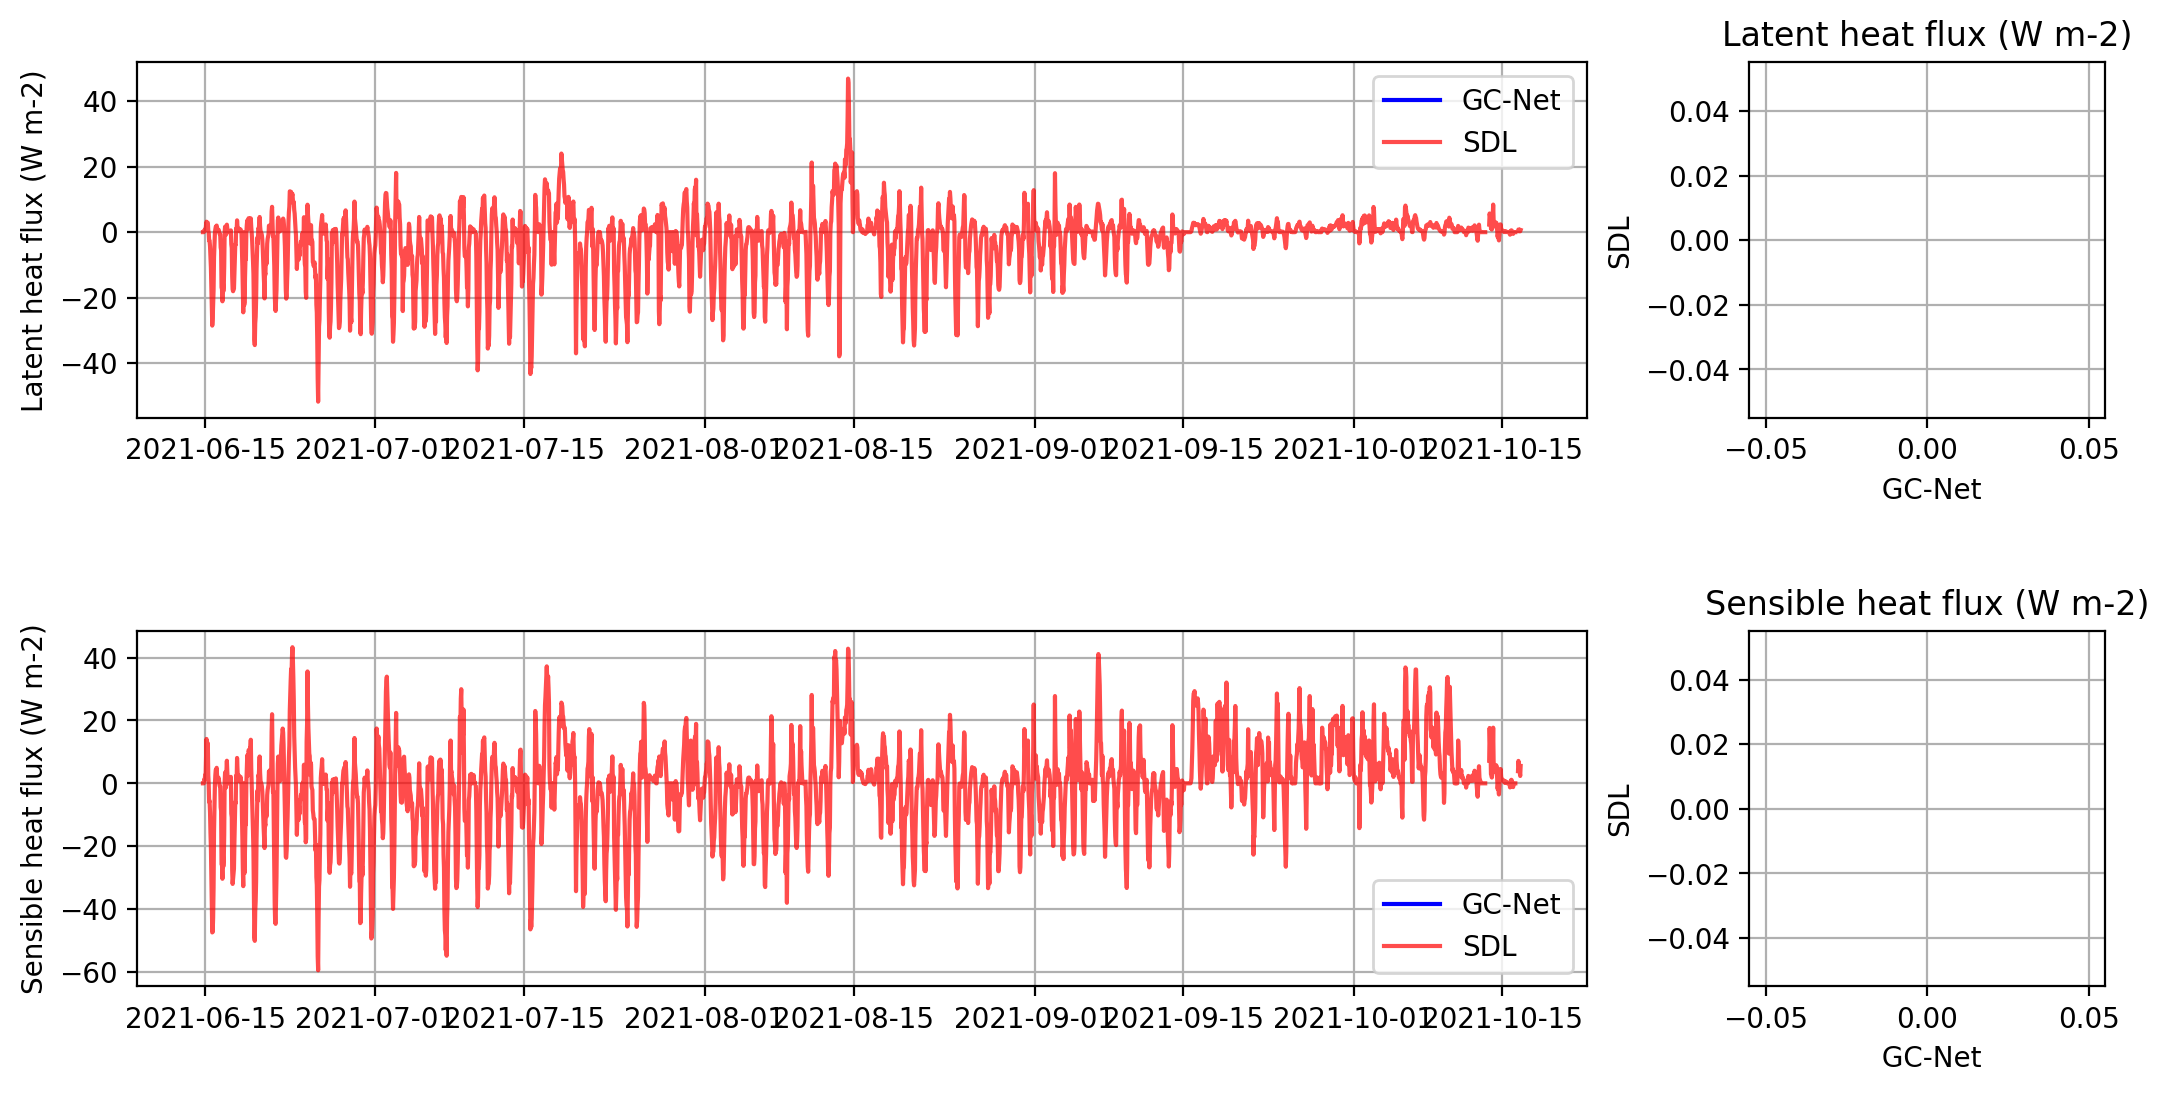 Latent heat flux (W m-2)
40
20
0
−20
−40
GC-Net
SDL
2021-06-15 2021-07-01 2021-07-15 2021-08-01 2021-08-15 2021-09-01 2021-09-15 2021-10-01 2021-10-15
Latent heat flux (W m-2)
SDL
0.04
0.02
0.00
−0.02
−0.04
−0.05 0.00 0.05
GC-Net
Sensible heat flux (W m-2)
40
20
0
−20
−40
−60
GC-Net
SDL
2021-06-15 2021-07-01 2021-07-15 2021-08-01 2021-08-15 2021-09-01 2021-09-15 2021-10-01 2021-10-15
Sensible heat flux (W m-2)
SDL
0.04
0.02
0.00
−0.02
−0.04
−0.05 0.00 0.05
GC-Net